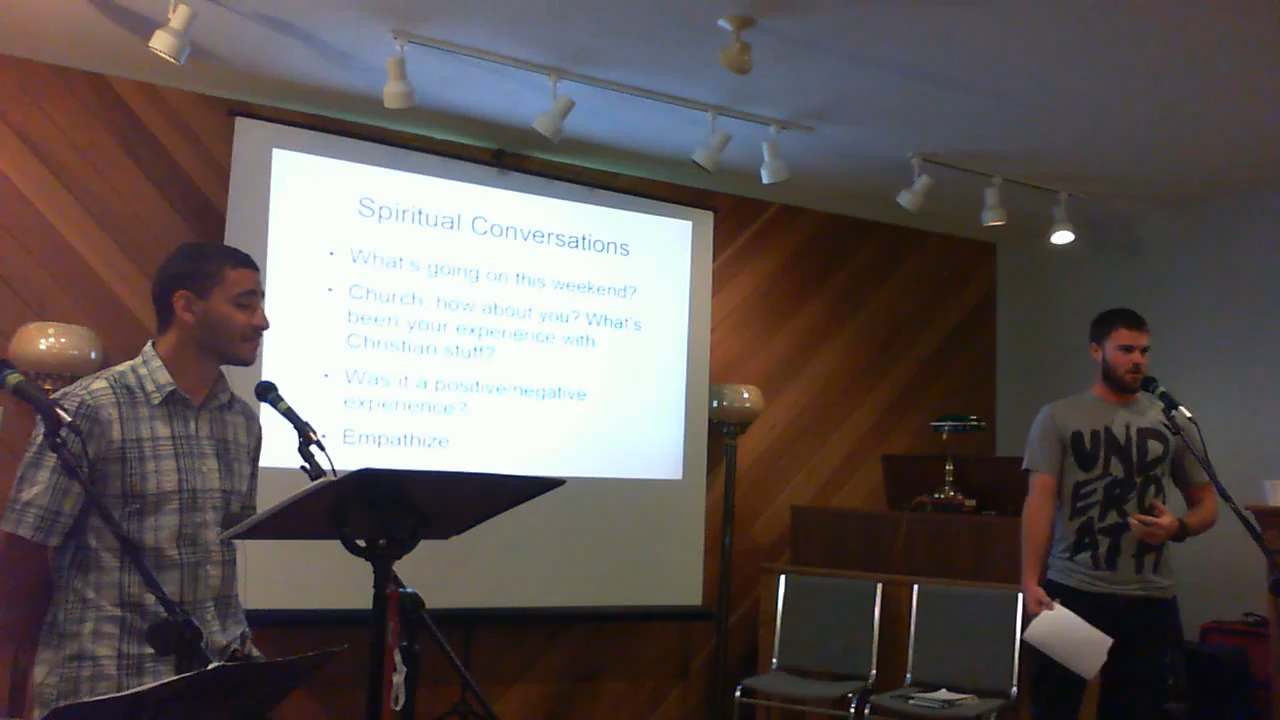 Spiritual Conversations
• What's going on this weekend?
• Church, how about you? What's
been your experience with
Christian stuff?
• Was it a positive/negative
experience?
• Empathize
UND
ERO
ATH